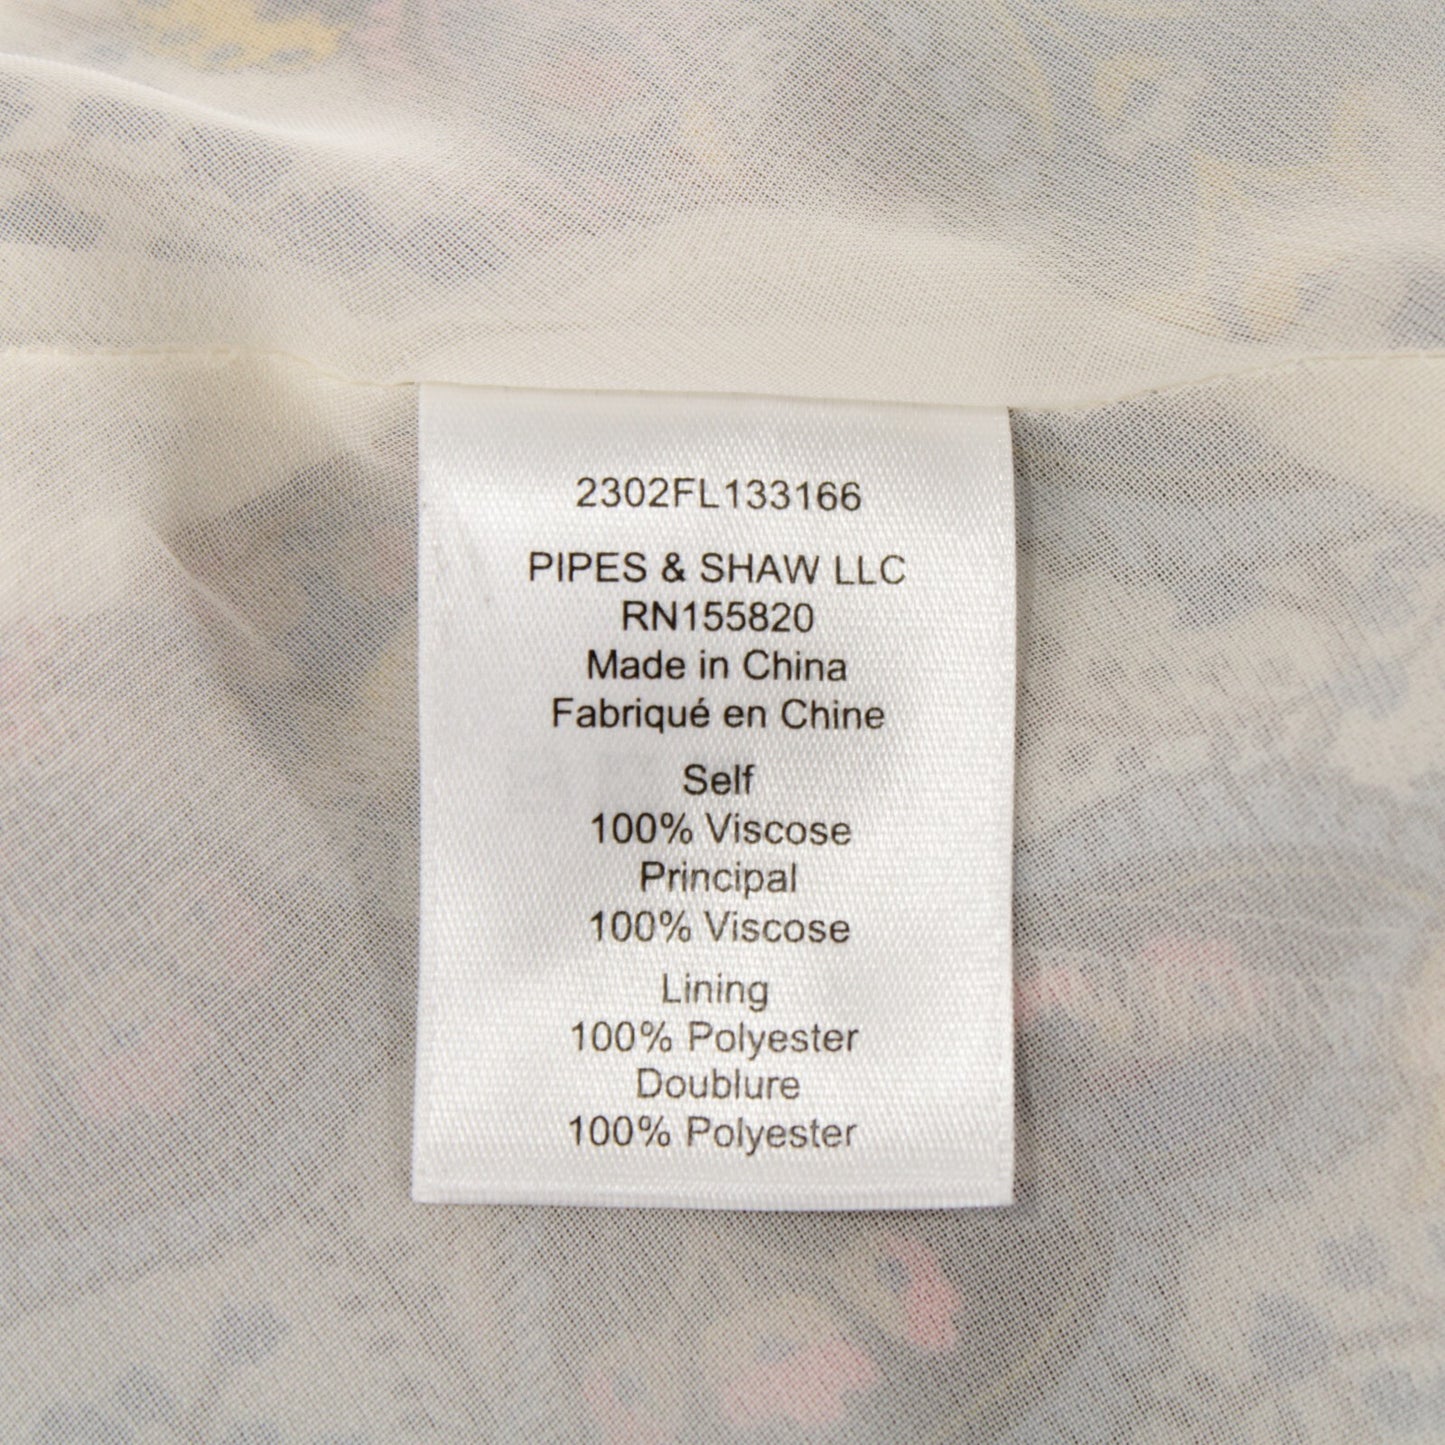 2302FL133166
PIPES & SHAW LLC
RN155820
Made in China
Fabriqué en Chine
Self
100% Viscose
Principal
100% Viscose
Lining
100% Polyester
Doublure
100% Polyester